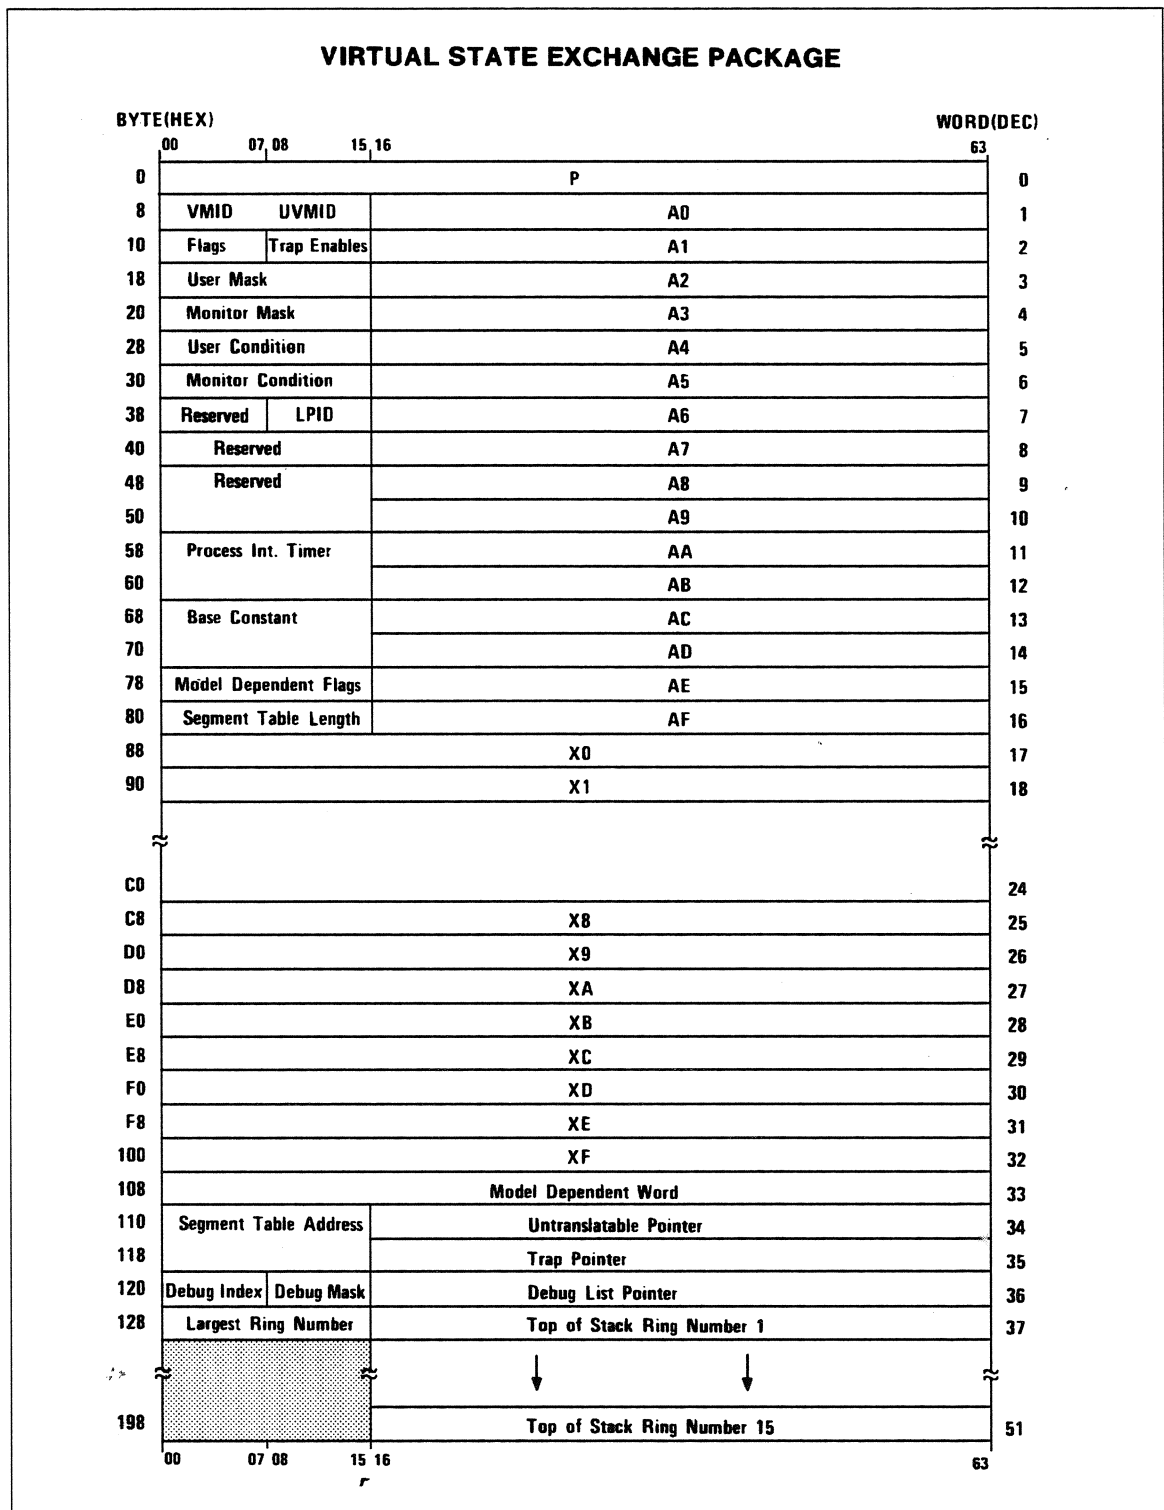 VIRTUAL STATE EXCHANGE PACKAGE
BYTE(HEX) WORD(DEC)
00 07 08 15 16 63
0 P 0
8 VMID UVMID A0 1
10 Flags Trap Enables A1 2
18 User Mask A2 3
20 Monitor Mask A3 4
28 User Condition A4 5
30 Monitor Condition A5 6
38 Reserved LPID A6 7
40 Reserved A7 8
48 Reserved A8 9
50 A9 10
58 Process Int. Timer AA 11
60 AB 12
68 Base Constant AC 13
70 AD 14
78 Model Dependent Flags AE 15
80 Segment Table Length AF 16
88 X0 17
90 X1 18
C0 24
C8 X8 25
D0 X9 26
D8 XA 27
E0 XB 28
E8 XC 29
F0 XD 30
F8 XE 31
100 XF 32
108 Model Dependent Word 33
110 Segment Table Address Untranslatable Pointer 34
118 Trap Pointer 35
120 Debug Index Debug Mask Debug List Pointer 36
128 Largest Ring Number Top of Stack Ring Number 1 37
198 Top of Stack Ring Number 15 51
00 07 08 15 16 63
r